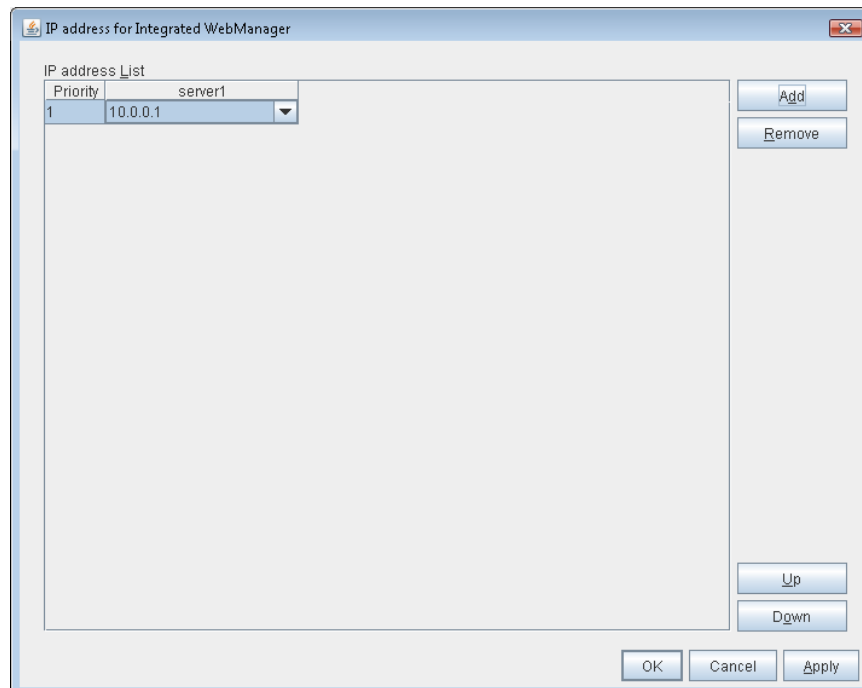 IP address for Integrated WebManager
IP address List
Priority server1
1 10.0.0.1
Add
Remove
Up
Down
OK Cancel Apply